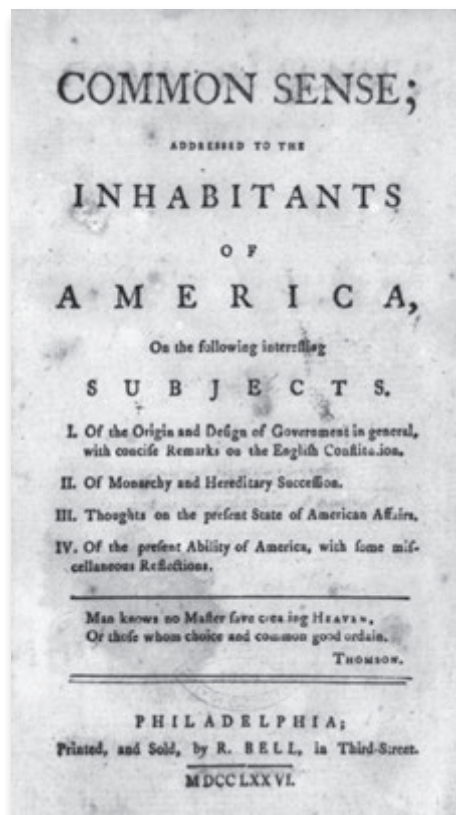 COMMON SENSE;
ADDRESSED TO THE
INHABITANTS
OF
AMERICA,
On the following intereſting
SUBJECTS.
I. Of the Origin and Deſign of Government in general,
with conciſe Remarks on the Engliſh Conſtitution.
II. Of Monarchy and Hereditary Succeſſion.
III. Thoughts on the preſent State of American Affairs.
IV. Of the preſent Ability of America, with ſome miſ-
cellaneous Reflections.
Man knows no Maſter ſave creating HEAVEN,
Or thoſe whom choice and common good ordain.
THOMSON.
PHILADELPHIA;
Printed, and Sold, by R. BELL, in Third-Street.
MDCCLXXVI.